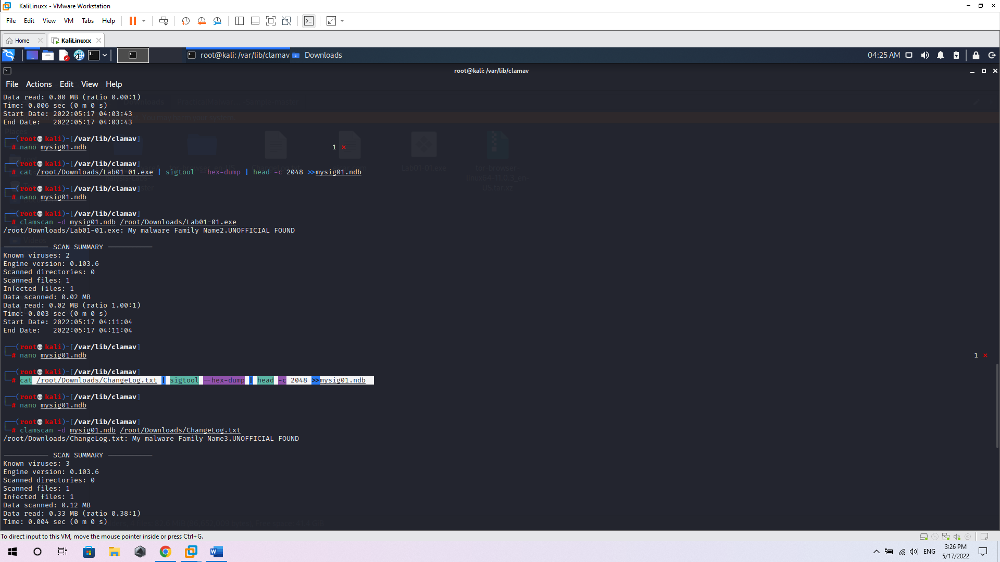 KaliLinuxx - VMware Workstation
File Edit View VM Tabs Help
Home KaliLinuxx
root@kali: /var/lib/clamav Downloads 04:25 AM
root@kali: /var/lib/clamav
File Actions Edit View Help
Data read: 0.00 MB (ratio 0.00:1)
Time: 0.006 sec (0 m 0 s)
Start Date: 2022:05:17 04:03:43
End Date:   2022:05:17 04:03:43
┌──(root💀kali)-[/var/lib/clamav]
└─# nano mysig01.ndb 1 ⨯
┌──(root💀kali)-[/var/lib/clamav]
└─# cat /root/Downloads/Lab01-01.exe | sigtool --hex-dump | head -c 2048 >>mysig01.ndb
┌──(root💀kali)-[/var/lib/clamav]
└─# nano mysig01.ndb
┌──(root💀kali)-[/var/lib/clamav]
└─# clamscan -d mysig01.ndb /root/Downloads/Lab01-01.exe
/root/Downloads/Lab01-01.exe: My malware Family Name2.UNOFFICIAL FOUND
----------- SCAN SUMMARY -----------
Known viruses: 2
Engine version: 0.103.6
Scanned directories: 0
Scanned files: 1
Infected files: 1
Data scanned: 0.02 MB
Data read: 0.02 MB (ratio 1.00:1)
Time: 0.003 sec (0 m 0 s)
Start Date: 2022:05:17 04:11:04
End Date:   2022:05:17 04:11:04
┌──(root💀kali)-[/var/lib/clamav]
└─# nano mysig01.ndb 1 ⨯
┌──(root💀kali)-[/var/lib/clamav]
└─# cat /root/Downloads/ChangeLog.txt | sigtool --hex-dump | head -c 2048 >>mysig01.ndb
┌──(root💀kali)-[/var/lib/clamav]
└─# nano mysig01.ndb
┌──(root💀kali)-[/var/lib/clamav]
└─# clamscan -d mysig01.ndb /root/Downloads/ChangeLog.txt
/root/Downloads/ChangeLog.txt: My malware Family Name3.UNOFFICIAL FOUND
----------- SCAN SUMMARY -----------
Known viruses: 3
Engine version: 0.103.6
Scanned directories: 0
Scanned files: 1
Infected files: 1
Data scanned: 0.12 MB
Data read: 0.33 MB (ratio 0.38:1)
Time: 0.004 sec (0 m 0 s)
To direct input to this VM, move the mouse pointer inside or press Ctrl+G.
ENG 3:26 PM
5/17/2022